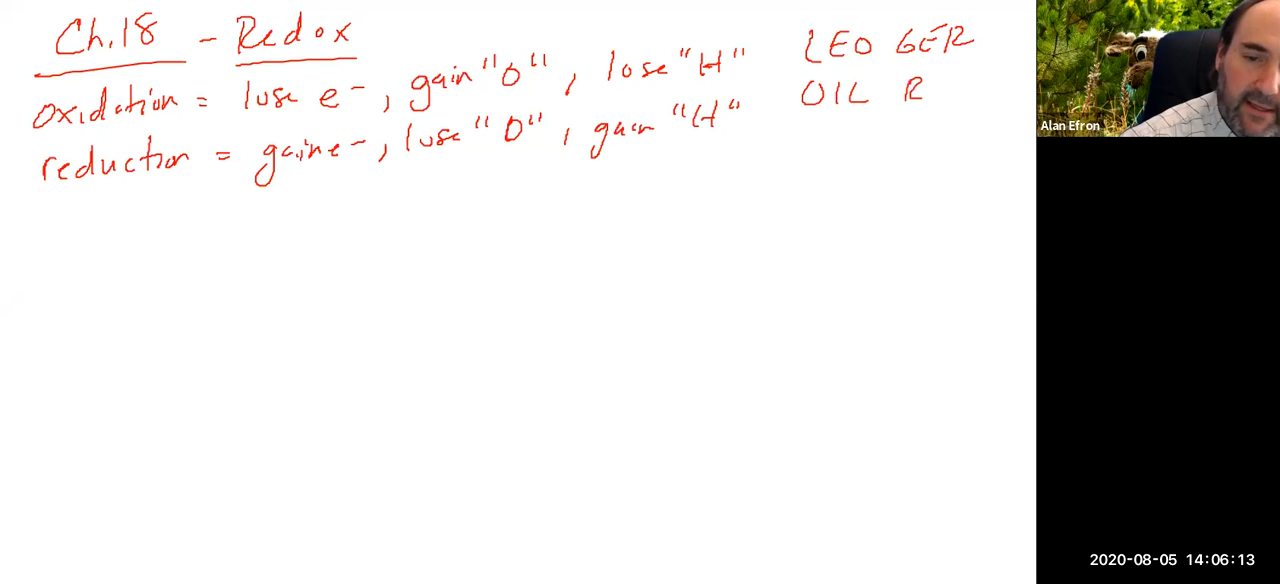 Ch.18 - Redox
oxidation = lose e-, gain "O", lose "H"
reduction = gain e-, lose "O", gain "H"
LEO GER
OIL R
Alan Efron
2020-08-05 14:06:13